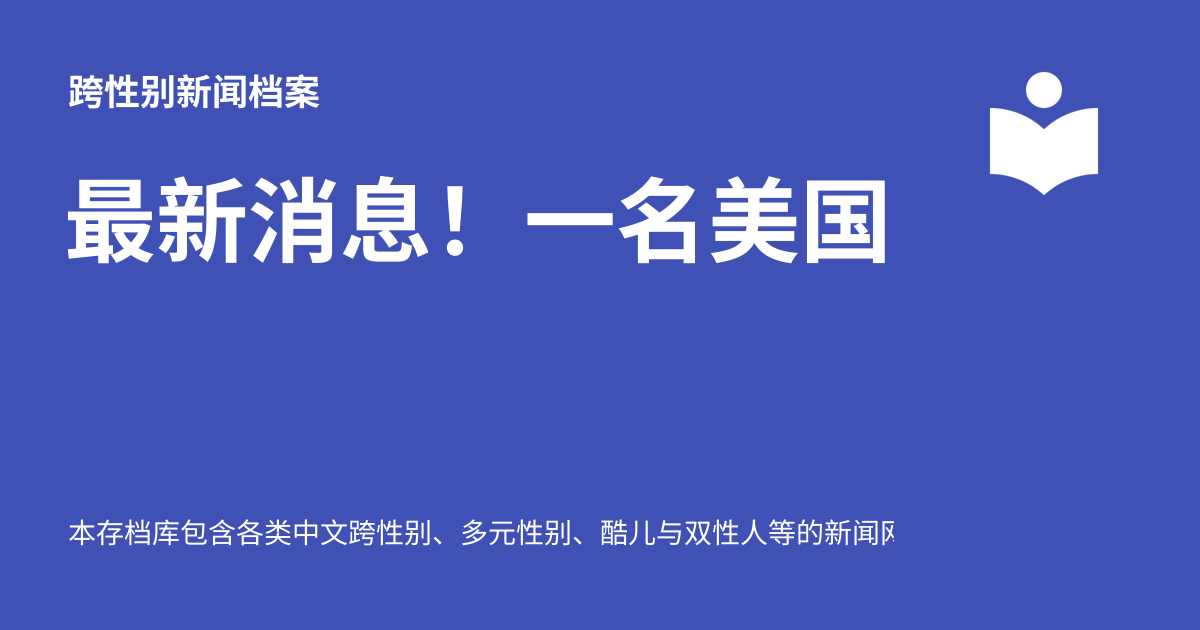 跨性别新闻档案
最新消息！一名美国
本存档库包含各类中文跨性别、多元性别、酷儿与双性人等的新闻